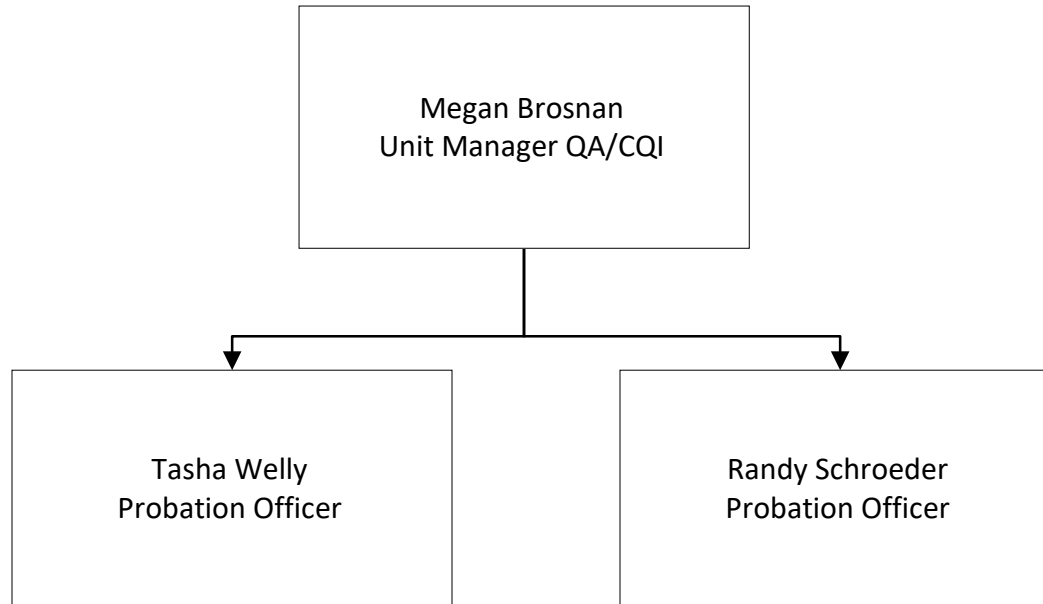 Megan Brosnan
Unit Manager QA/CQI
Tasha Welly
Probation Officer
Randy Schroeder
Probation Officer